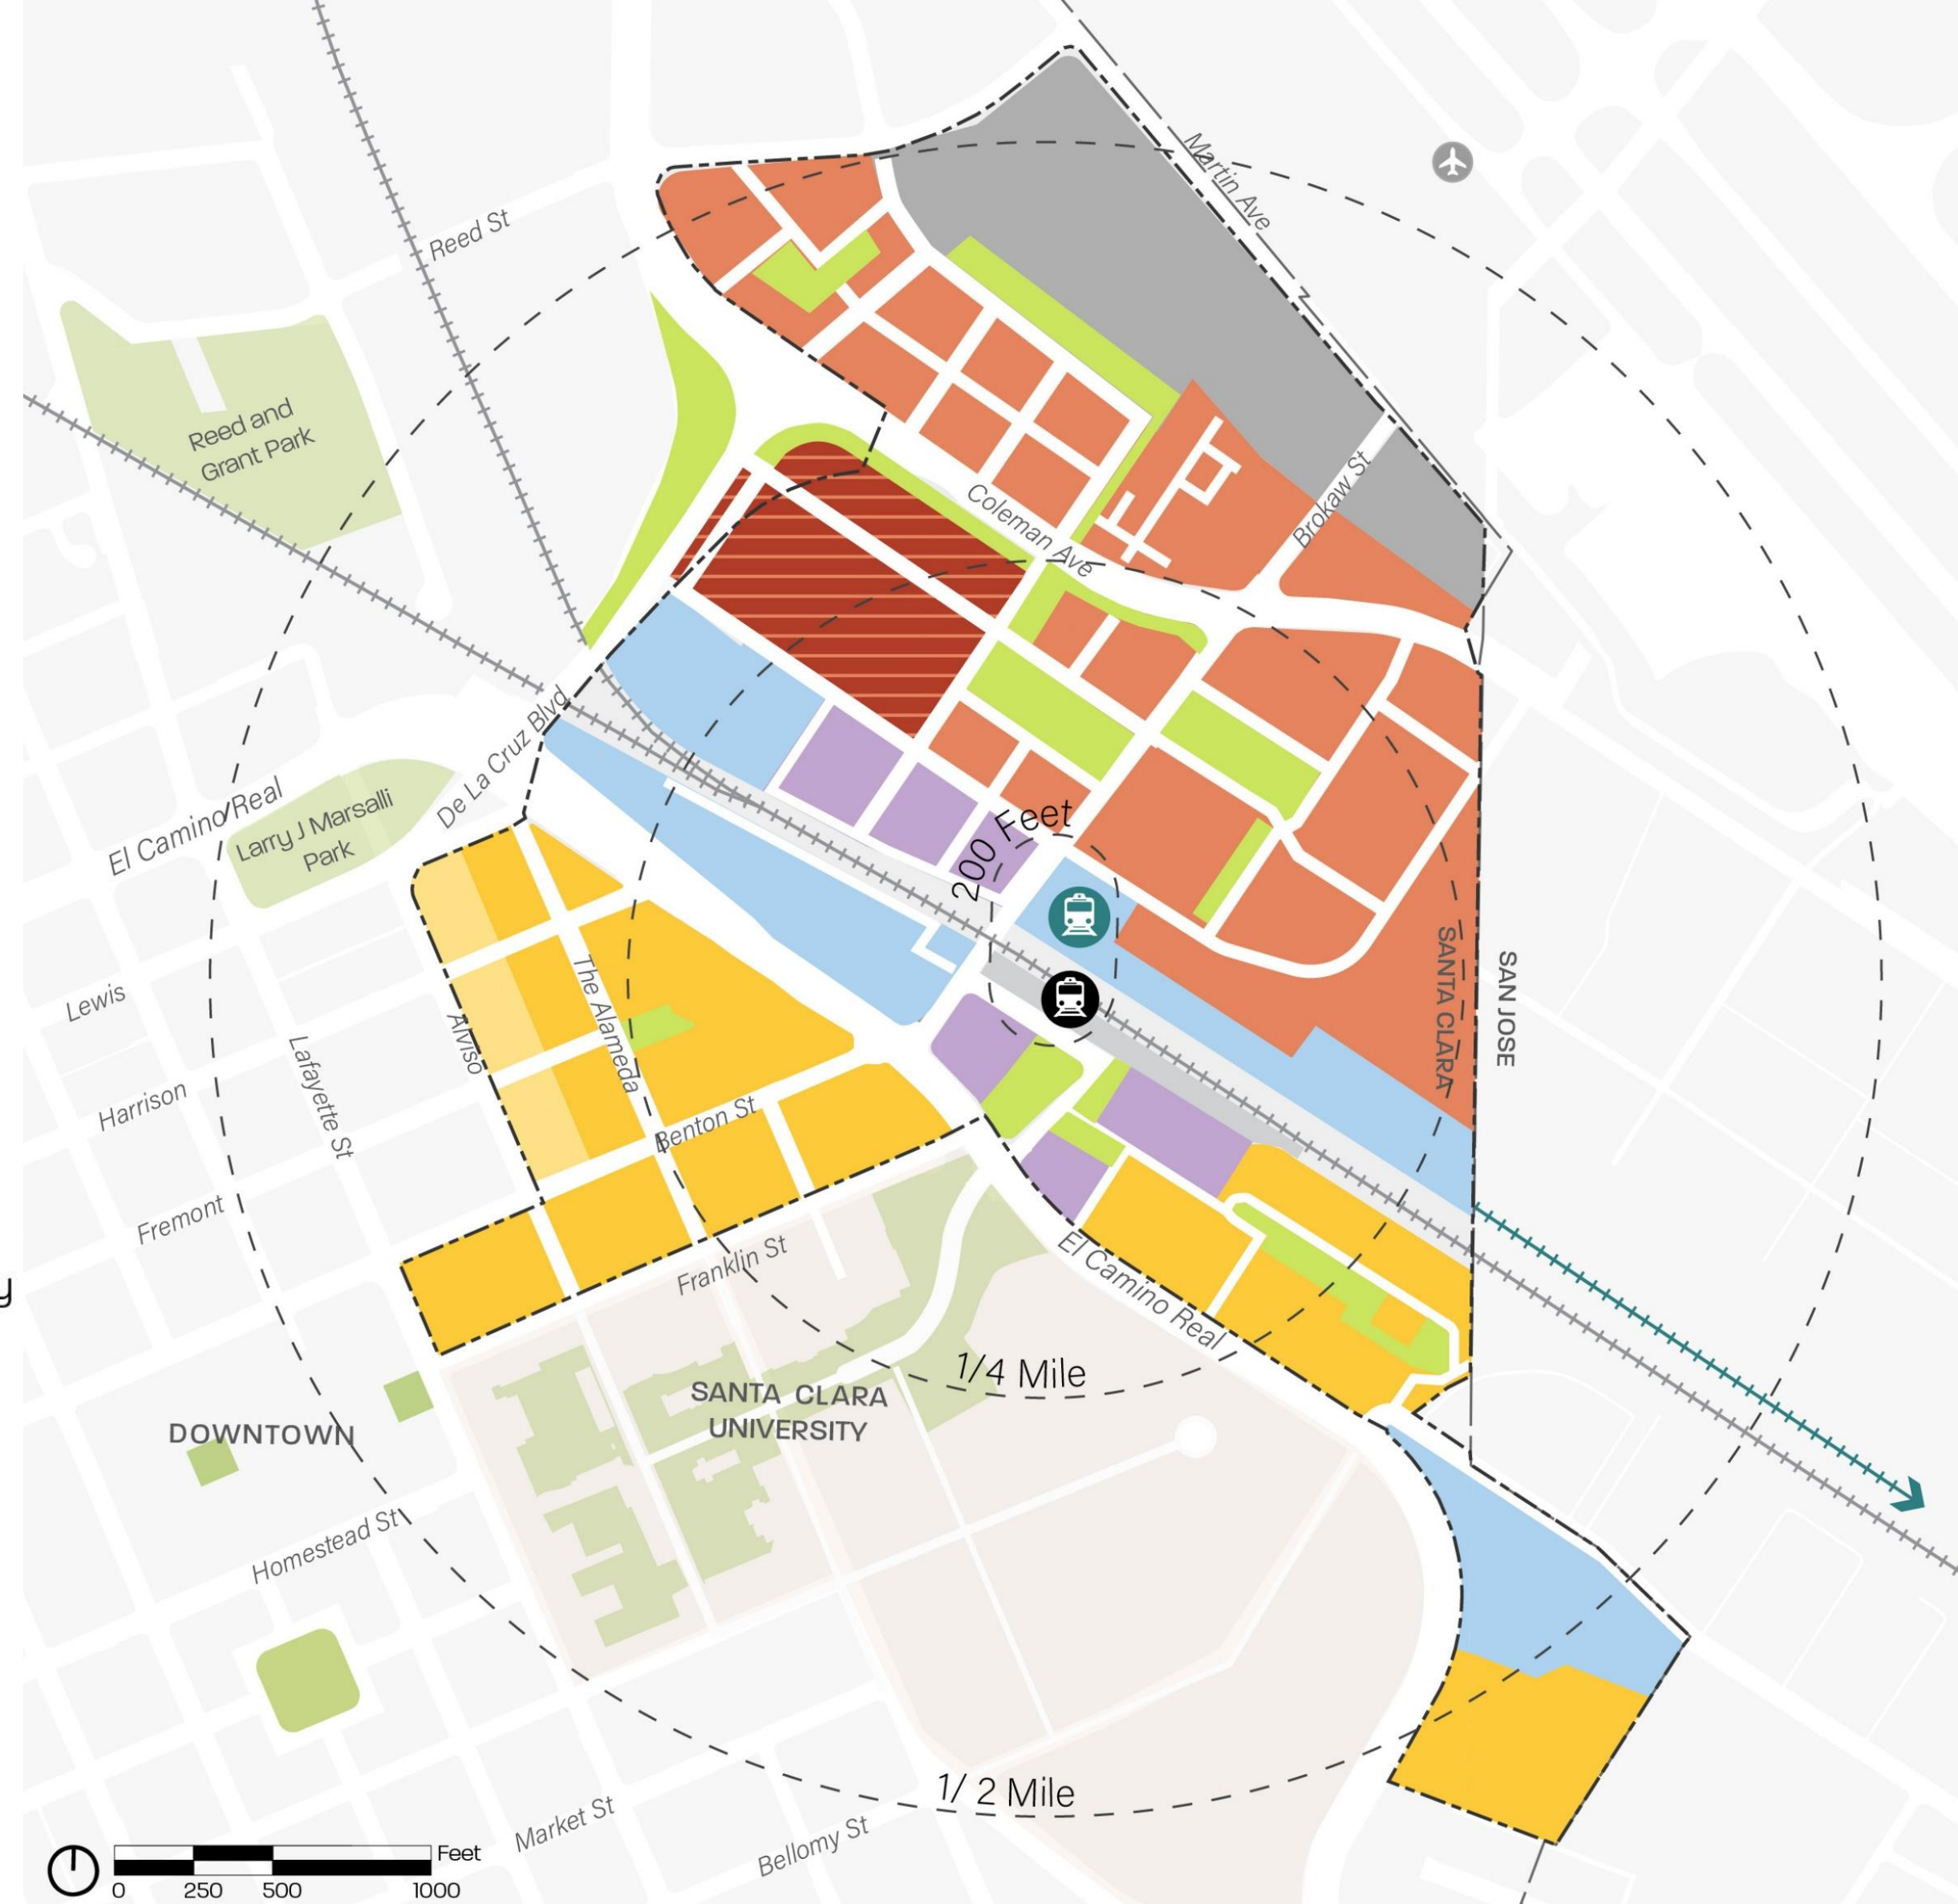 Martin Ave
Reed St
Reed and
Grant Park
Coleman Ave
Brokaw St
De La Cruz Blvd
El Camino Real
Larry J Marsalli
Park
200 Feet
SANTA CLARA
SAN JOSE
Lewis
The Alameda
Alviso
Lafayette St
Harrison
Benton St
Fremont
Franklin St
El Camino Real
y
1/4 Mile
SANTA CLARA
UNIVERSITY
DOWNTOWN
Homestead St
1/ 2 Mile
Market St
Bellomy St
Feet
0 250 500 1000